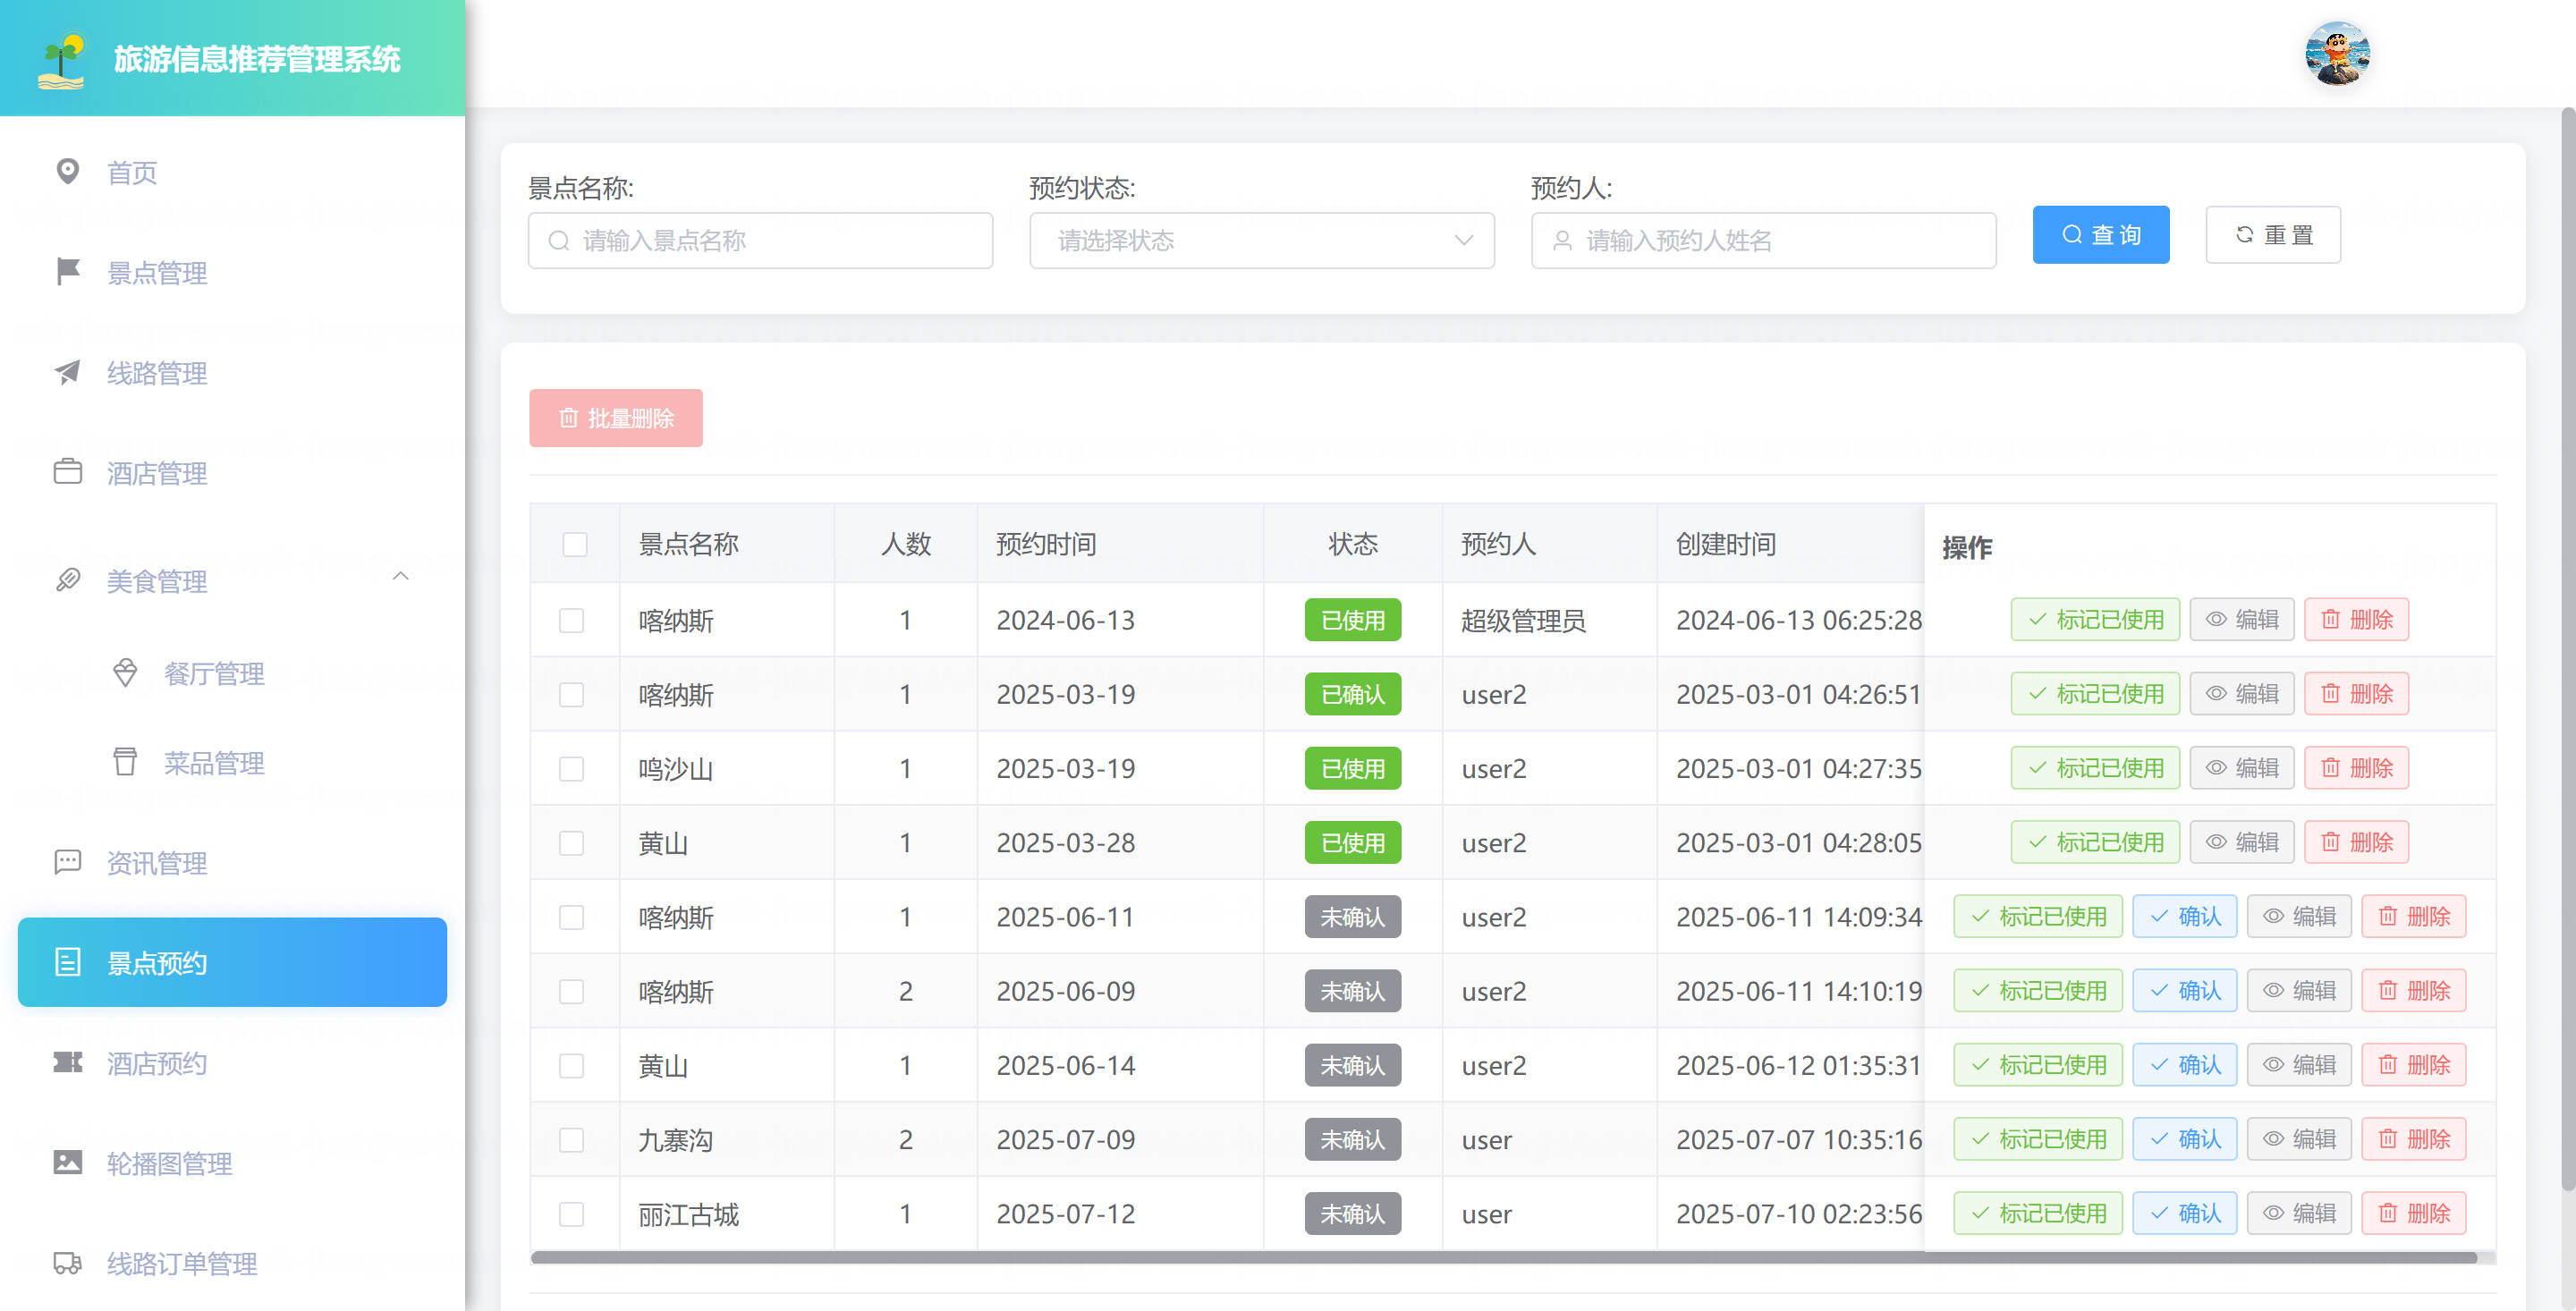 旅游信息推荐管理系统
首页
景点管理
线路管理
酒店管理
美食管理
餐厅管理
菜品管理
资讯管理
景点预约
酒店预约
轮播图管理
线路订单管理
景点名称: 预约状态: 预约人:
请输入景点名称 请选择状态 请输入预约人姓名 查询 重置
批量删除
景点名称 人数 预约时间 状态 预约人 创建时间 操作
喀纳斯 1 2024-06-13 已使用 超级管理员 2024-06-13 06:25:28 标记已使用 编辑 删除
喀纳斯 1 2025-03-19 已确认 user2 2025-03-01 04:26:51 标记已使用 编辑 删除
鸣沙山 1 2025-03-19 已使用 user2 2025-03-01 04:27:35 标记已使用 编辑 删除
黄山 1 2025-03-28 已使用 user2 2025-03-01 04:28:05 标记已使用 编辑 删除
喀纳斯 1 2025-06-11 未确认 user2 2025-06-11 14:09:34 标记已使用 确认 编辑 删除
喀纳斯 2 2025-06-09 未确认 user2 2025-06-11 14:10:19 标记已使用 确认 编辑 删除
黄山 1 2025-06-14 未确认 user2 2025-06-12 01:35:31 标记已使用 确认 编辑 删除
九寨沟 2 2025-07-09 未确认 user 2025-07-07 10:35:16 标记已使用 确认 编辑 删除
丽江古城 1 2025-07-12 未确认 user 2025-07-10 02:23:56 标记已使用 确认 编辑 删除